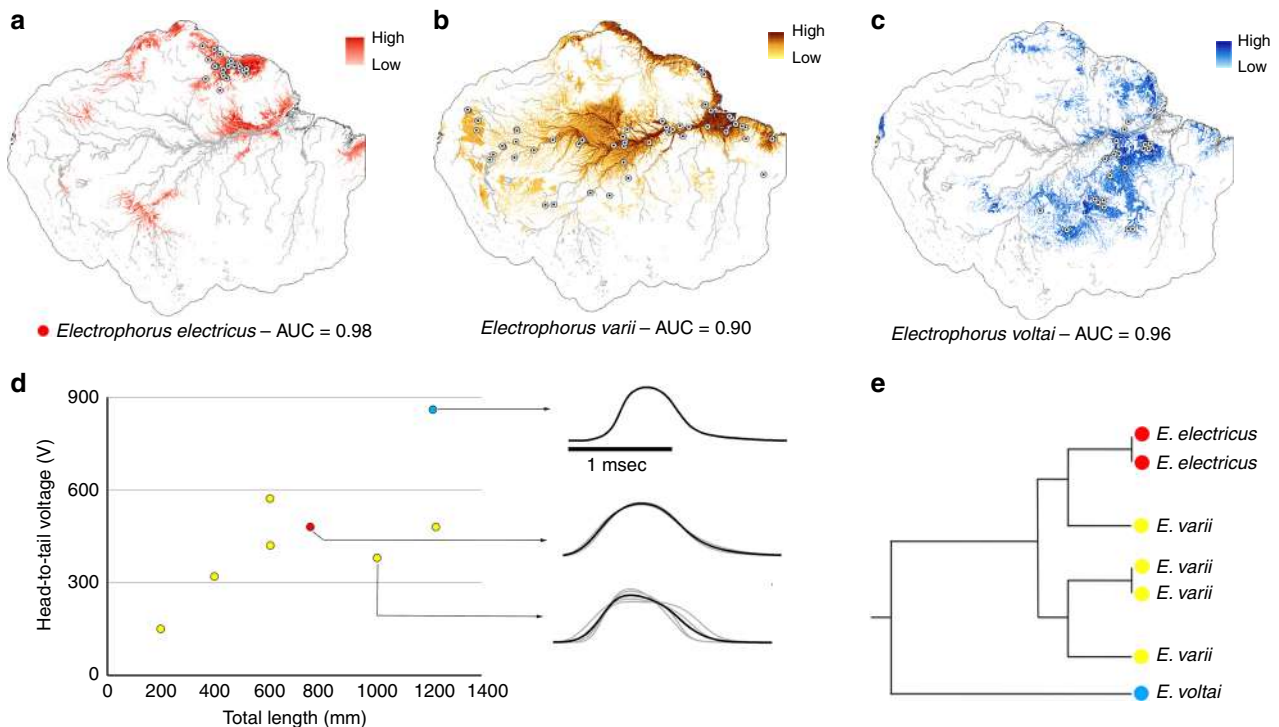 a
High
Low
Electrophorus electricus – AUC = 0.98
b
High
Low
Electrophorus varii – AUC = 0.90
c
High
Low
Electrophorus voltai – AUC = 0.96
d
Head-to-tail voltage (V)
900
600
300
0
0 200 400 600 800 1000 1200 1400
Total length (mm)
1 msec
e
E. electricus
E. electricus
E. varii
E. varii
E. varii
E. varii
E. voltai